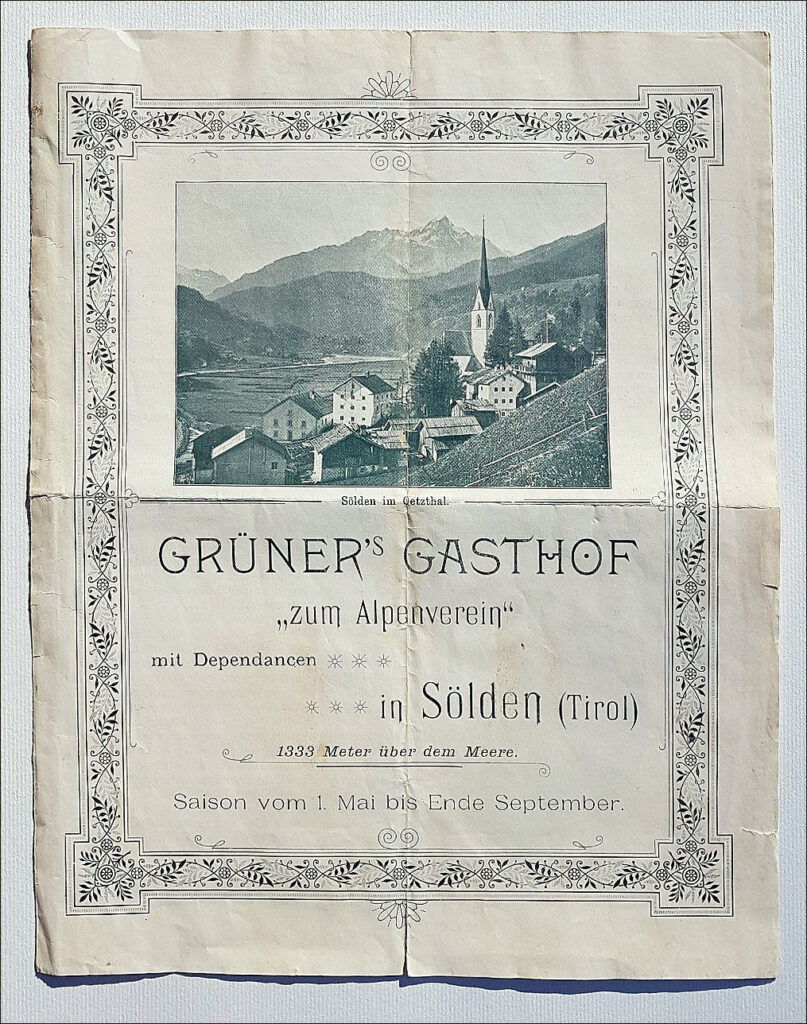 Sölden im Oetzthal.
GRÜNER'S GASTHOF
„zum Alpenverein“
mit Dependancen
in Sölden (Tirol)
1333 Meter über dem Meere.
Saison vom 1. Mai bis Ende September.